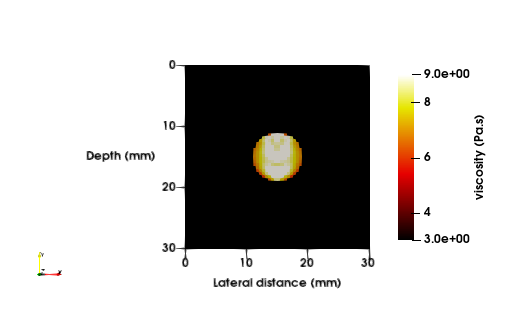 0
10
20
30
Depth (mm)
0 10 20 30
Lateral distance (mm)
9.0e+00
8
6
4
3.0e+00
viscosity (Pa.s)
Y
X